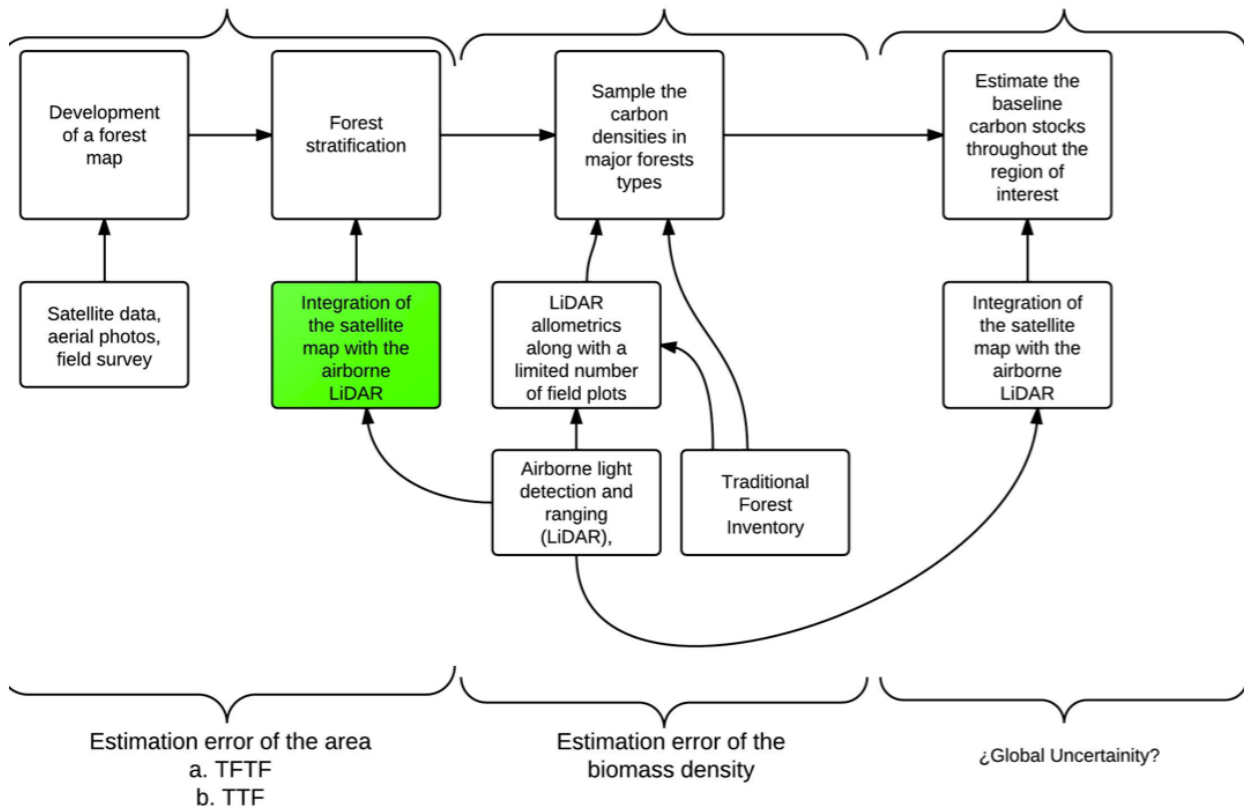 Development
of a forest
map
Forest
stratification
Sample the
carbon
densities in
major forests
types
Estimate the
baseline
carbon stocks
throughout the
region of
interest
Satellite data,
aerial photos,
field survey
Integration of
the satellite
map with the
airborne
LiDAR
LiDAR
allometrics
along with a
limited number
of field plots
Integration of
the satellite
map with the
airborne
LiDAR
Airborne light
detection and
ranging
(LiDAR),
Traditional
Forest
Inventory
Estimation error of the area
a. TFTF
b. TTF
Estimation error of the
biomass density
¿Global Uncertainity?